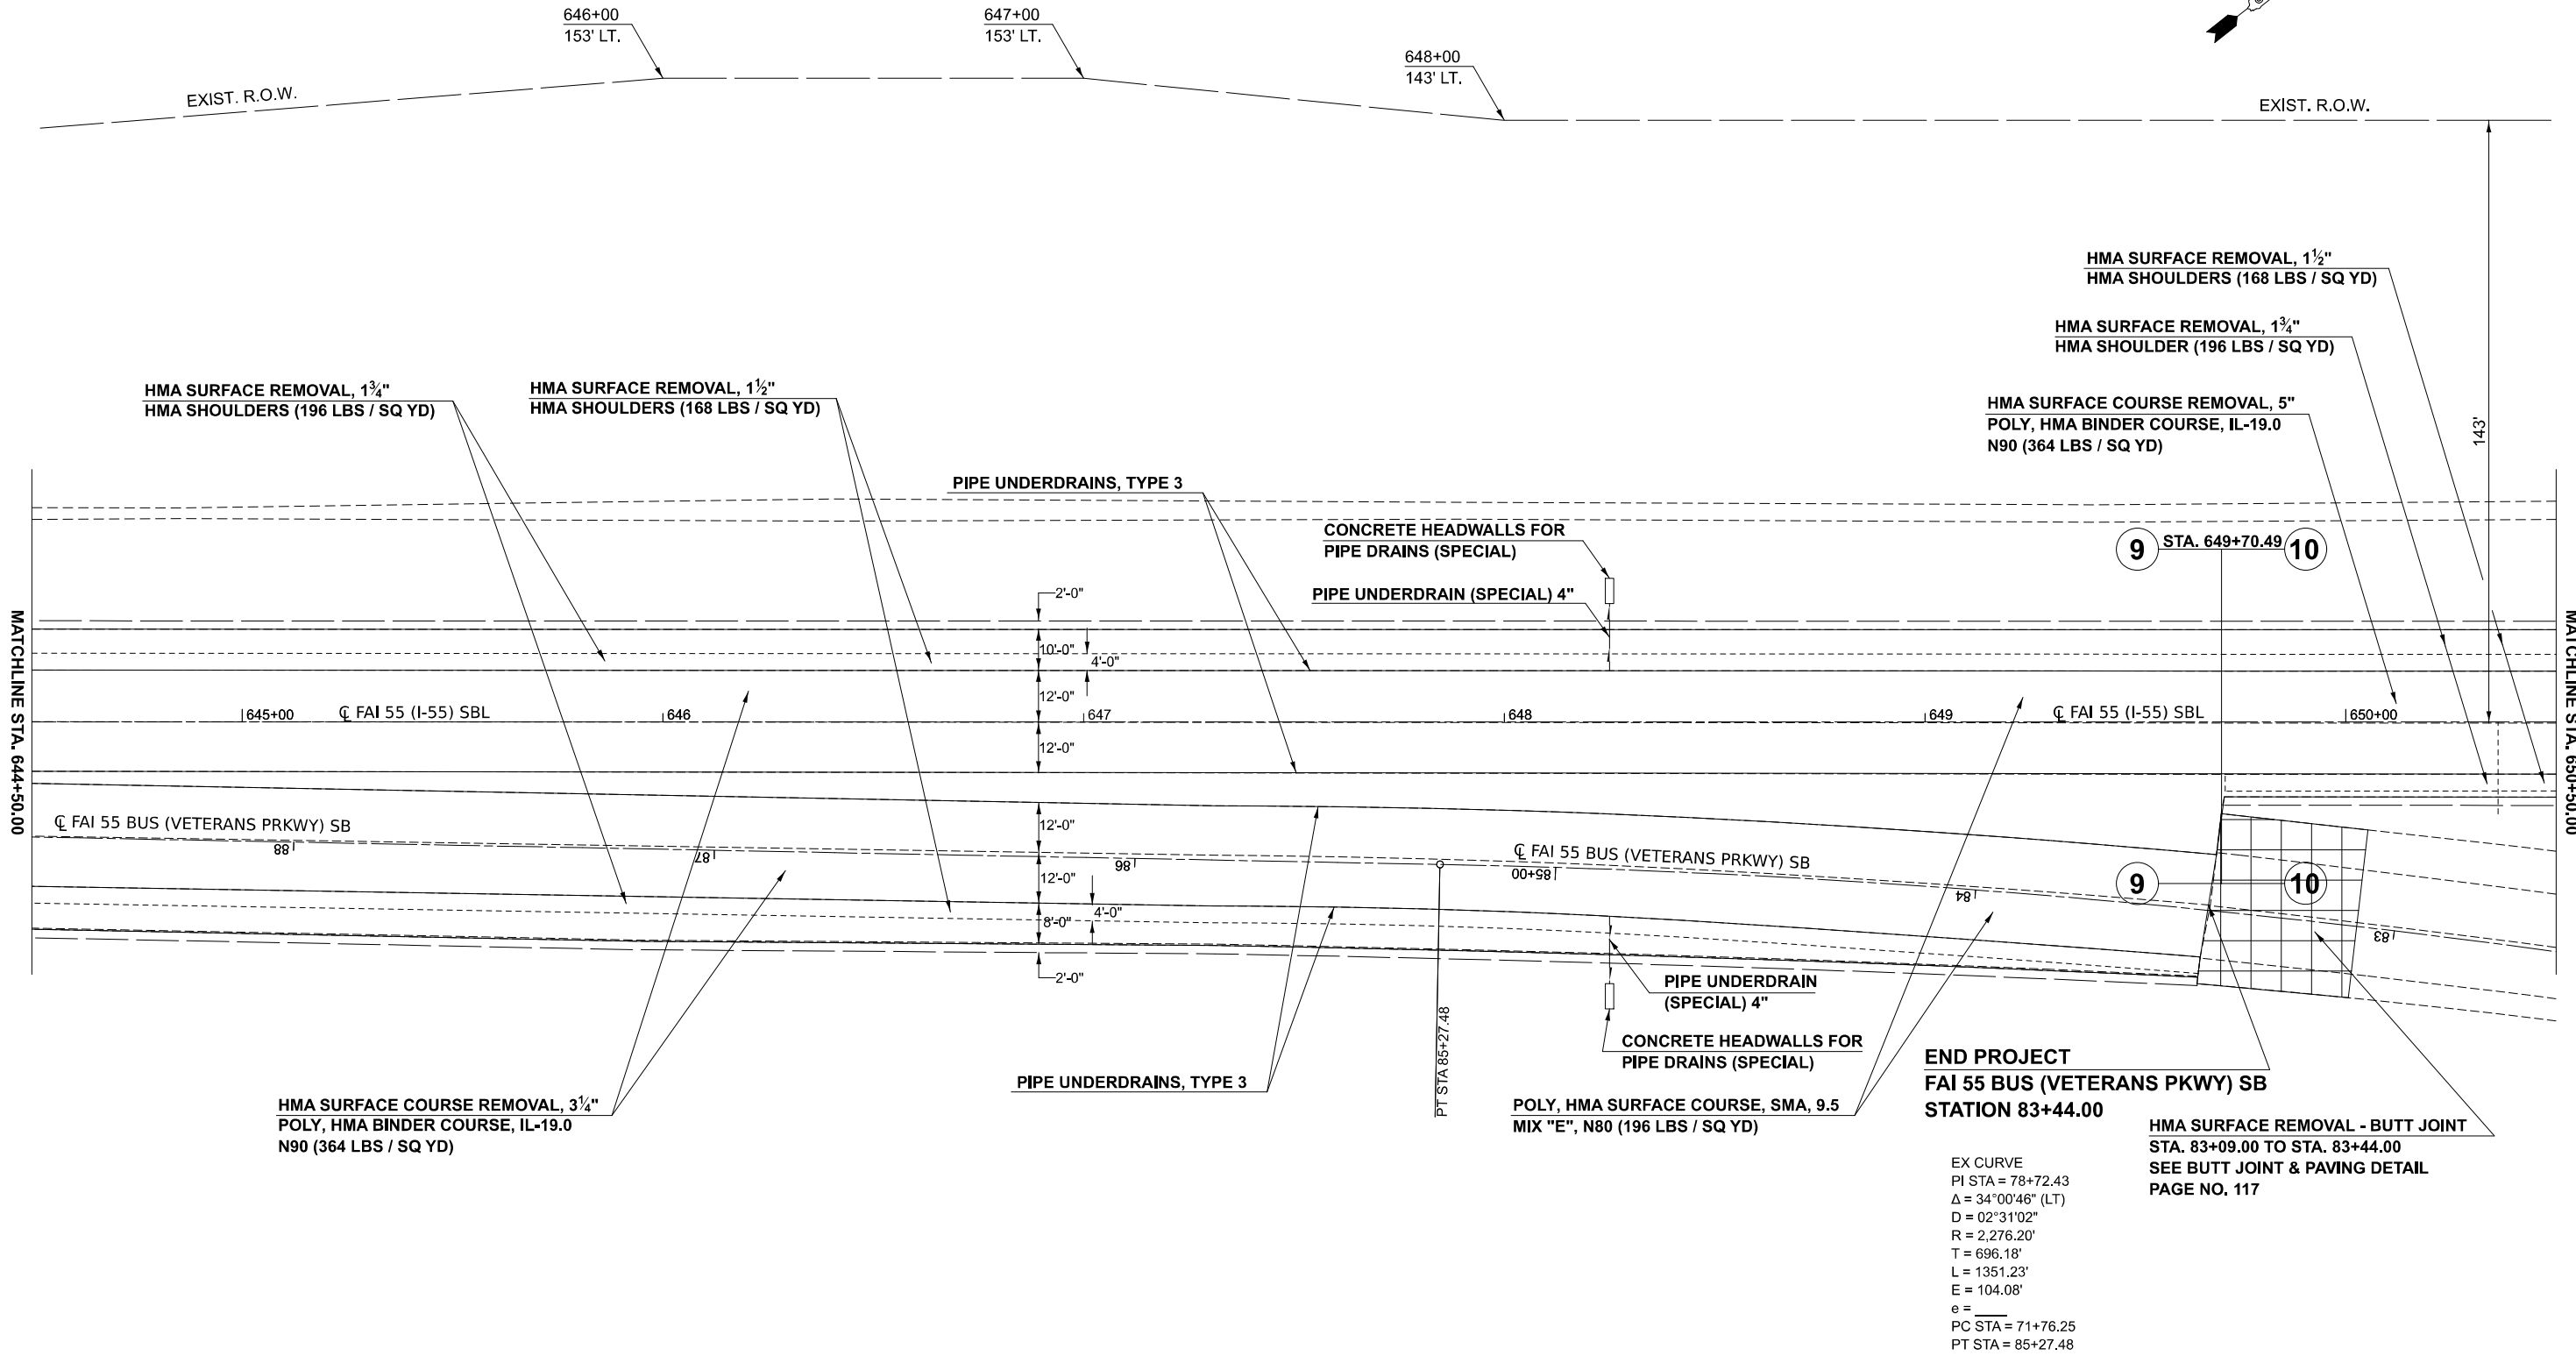 646+00
153' LT.
647+00
153' LT.
648+00
143' LT.
EXIST. R.O.W.
EXIST. R.O.W.
HMA SURFACE REMOVAL, 1½"
HMA SHOULDERS (168 LBS / SQ YD)
HMA SURFACE REMOVAL, 1¾"
HMA SHOULDER (196 LBS / SQ YD)
HMA SURFACE REMOVAL, 1¾"
HMA SHOULDERS (196 LBS / SQ YD)
HMA SURFACE REMOVAL, 1½"
HMA SHOULDERS (168 LBS / SQ YD)
HMA SURFACE COURSE REMOVAL, 5"
POLY, HMA BINDER COURSE, IL-19.0
N90 (364 LBS / SQ YD)
143'
PIPE UNDERDRAINS, TYPE 3
CONCRETE HEADWALLS FOR
PIPE DRAINS (SPECIAL)
PIPE UNDERDRAIN (SPECIAL) 4"
9 STA. 649+70.49 10
MATCHLINE STA. 644+50.00
MATCHLINE STA. 650+50.00
2'-0"
10'-0"
4'-0"
12'-0"
645+00
℄ FAI 55 (I-55) SBL
646
647
648
649
℄ FAI 55 (I-55) SBL
650+00
12'-0"
℄ FAI 55 BUS (VETERANS PRKWY) SB
88
87
12'-0"
86
℄ FAI 55 BUS (VETERANS PRKWY) SB
85+00
84
83
9
10
12'-0"
8'-0"
4'-0"
2'-0"
PT STA 85+27.48
PIPE UNDERDRAIN
(SPECIAL) 4"
CONCRETE HEADWALLS FOR
PIPE DRAINS (SPECIAL)
PIPE UNDERDRAINS, TYPE 3
HMA SURFACE COURSE REMOVAL, 3¼"
POLY, HMA BINDER COURSE, IL-19.0
N90 (364 LBS / SQ YD)
POLY, HMA SURFACE COURSE, SMA, 9.5
MIX "E", N80 (196 LBS / SQ YD)
END PROJECT
FAI 55 BUS (VETERANS PKWY) SB
STATION 83+44.00
HMA SURFACE REMOVAL - BUTT JOINT
STA. 83+09.00 TO STA. 83+44.00
SEE BUTT JOINT & PAVING DETAIL
PAGE NO. 117
EX CURVE
PI STA = 78+72.43
Δ = 34°00'46" (LT)
D = 02°31'02"
R = 2,276.20'
T = 696.18'
L = 1351.23'
E = 104.08'
e = ____
PC STA = 71+76.25
PT STA = 85+27.48